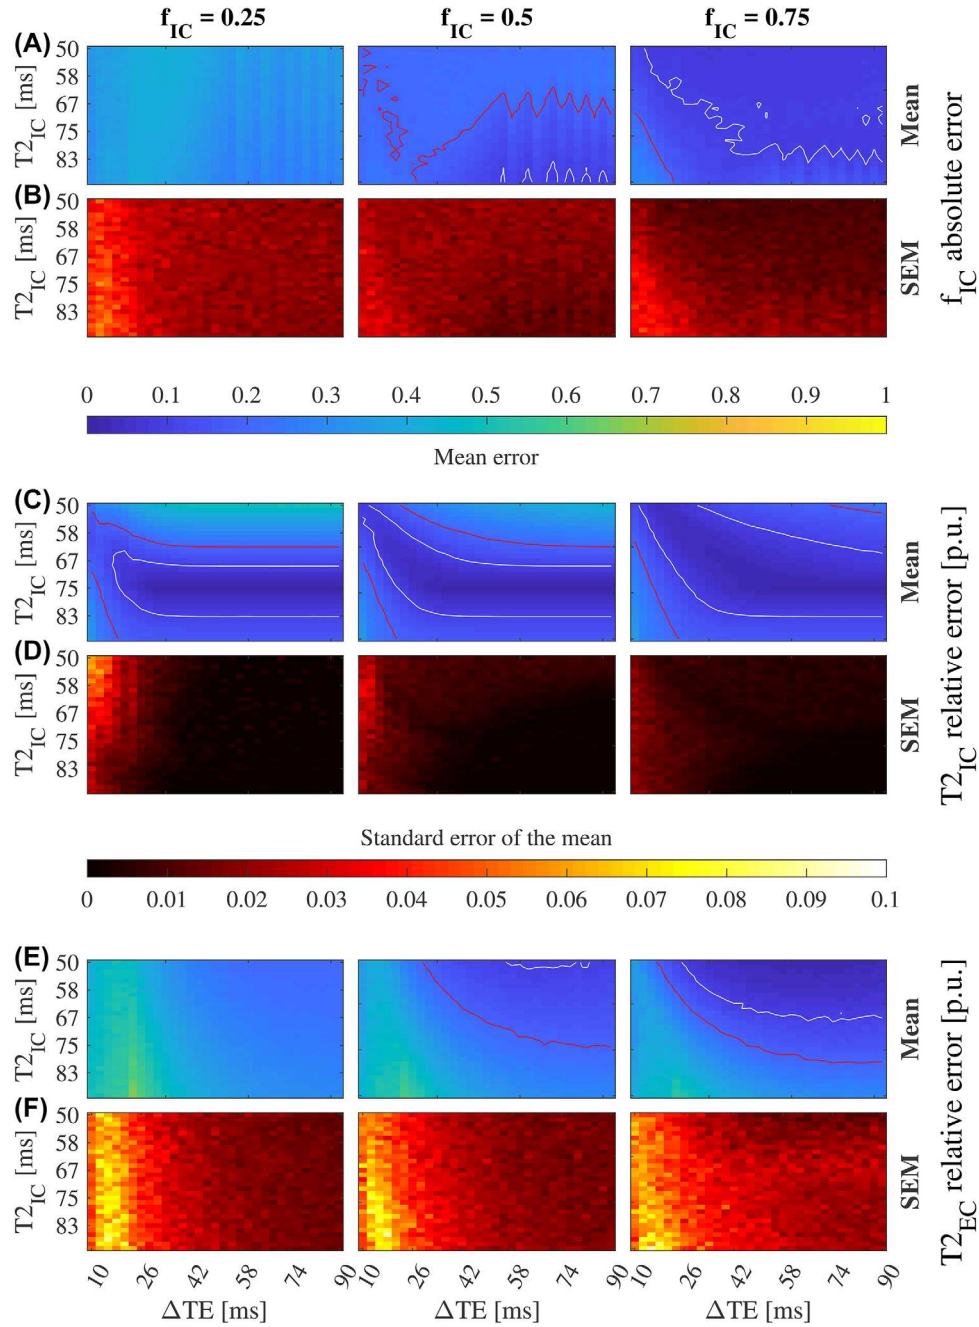 f_IC = 0.25 f_IC = 0.5 f_IC = 0.75
(A)
50
58
67
75
83
T2_IC [ms]
Mean
(B)
50
58
67
75
83
T2_IC [ms]
SEM
f_IC absolute error
0 0.1 0.2 0.3 0.4 0.5 0.6 0.7 0.8 0.9 1
Mean error
(C)
50
58
67
75
83
T2_IC [ms]
Mean
(D)
50
58
67
75
83
T2_IC [ms]
SEM
T2_IC relative error [p.u.]
Standard error of the mean
0 0.01 0.02 0.03 0.04 0.05 0.06 0.07 0.08 0.09 0.1
(E)
50
58
67
75
83
T2_IC [ms]
Mean
(F)
50
58
67
75
83
T2_IC [ms]
SEM
T2_EC relative error [p.u.]
10 26 42 58 74 90 10 26 42 58 74 90 10 26 42 58 74 90
ΔTE [ms] ΔTE [ms] ΔTE [ms]